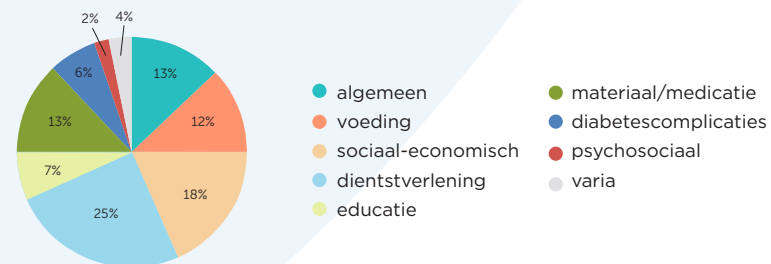 2% 4%
6% 13%
13% 12%
7% 18%
25%
algemeen
voeding
sociaal-economisch
dientstverlening
educatie
materiaal/medicatie
diabetescomplicaties
psychosociaal
varia